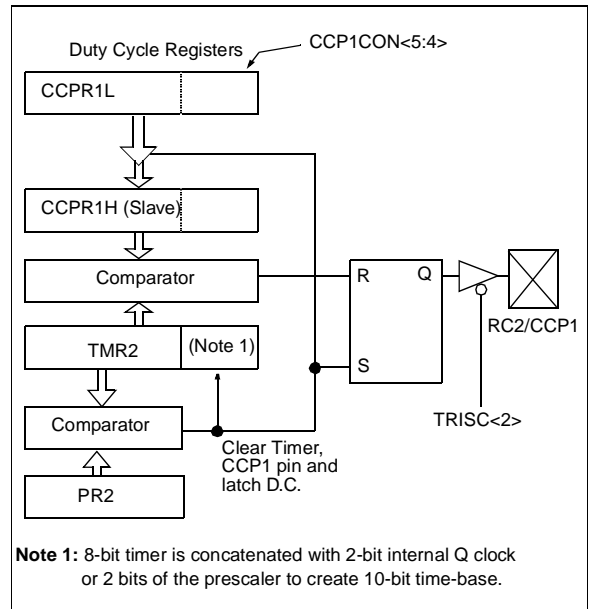 Duty Cycle Registers
CCP1CON<5:4>
CCPR1L
CCPR1H (Slave)
Comparator
R
Q
RC2/CCP1
TMR2
(Note 1)
S
TRISC<2>
Comparator
Clear Timer,
CCP1 pin and
latch D.C.
PR2
Note 1: 8-bit timer is concatenated with 2-bit internal Q clock
or 2 bits of the prescaler to create 10-bit time-base.